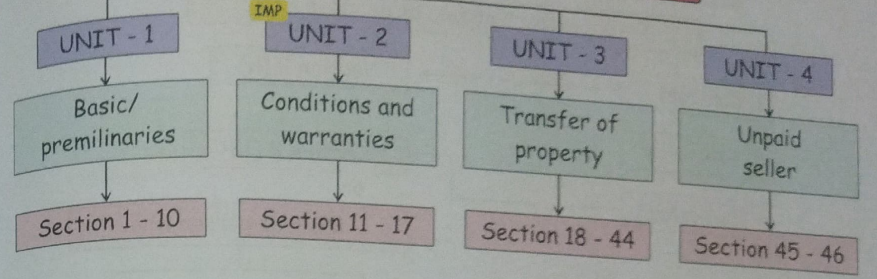 UNIT - 1
Basic/
premilinaries
Section 1 - 10
IMP
UNIT - 2
Conditions and
warranties
Section 11 - 17
UNIT - 3
Transfer of
property
Section 18 - 44
UNIT - 4
Unpaid
seller
Section 45 - 46